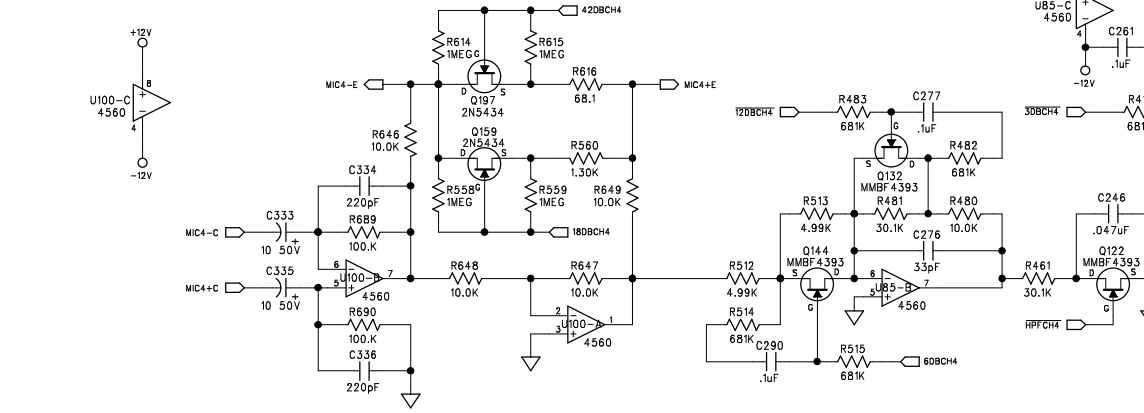 +12V
U100-C
4560
8
+
−
4
-12V
42DBCH4
R614
1MEG
G
R615
1MEG
MIC4-E
D
S
Q197
2N5434
R616
68.1
MIC4+E
R646
10.0K
Q159
2N5434
D
S
G
R560
1.30K
R558
1MEG
R559
1MEG
R649
10.0K
18DBCH4
C334
220pF
C333
10 50V
+
MIC4-C
R689
100.K
C335
10 50V
+
MIC4+C
6
−
5
+
U100-B
7
4560
R690
100.K
C336
220pF
R648
10.0K
R647
10.0K
2
−
3
+
U100-A
1
4560
12DBCH4
R483
681K
C277
.1uF
G
S
D
Q132
MMBF4393
R482
681K
R513
4.99K
R481
30.1K
R480
10.0K
C276
33pF
Q144
MMBF4393
S
D
G
R512
4.99K
6
−
5
+
U85-B
7
4560
R514
681K
C290
.1uF
R515
681K
6DBCH4
R461
30.1K
C246
.047uF
Q122
MMBF4393
D
S
G
HPFCH4
U85-C
4560
+
4
-12V
C261
.1uF
3DBCH4